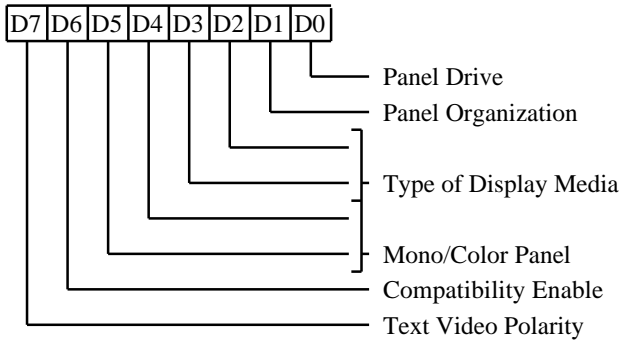 D7 D6 D5 D4 D3 D2 D1 D0
Panel Drive
Panel Organization
Type of Display Media
Mono/Color Panel
Compatibility Enable
Text Video Polarity